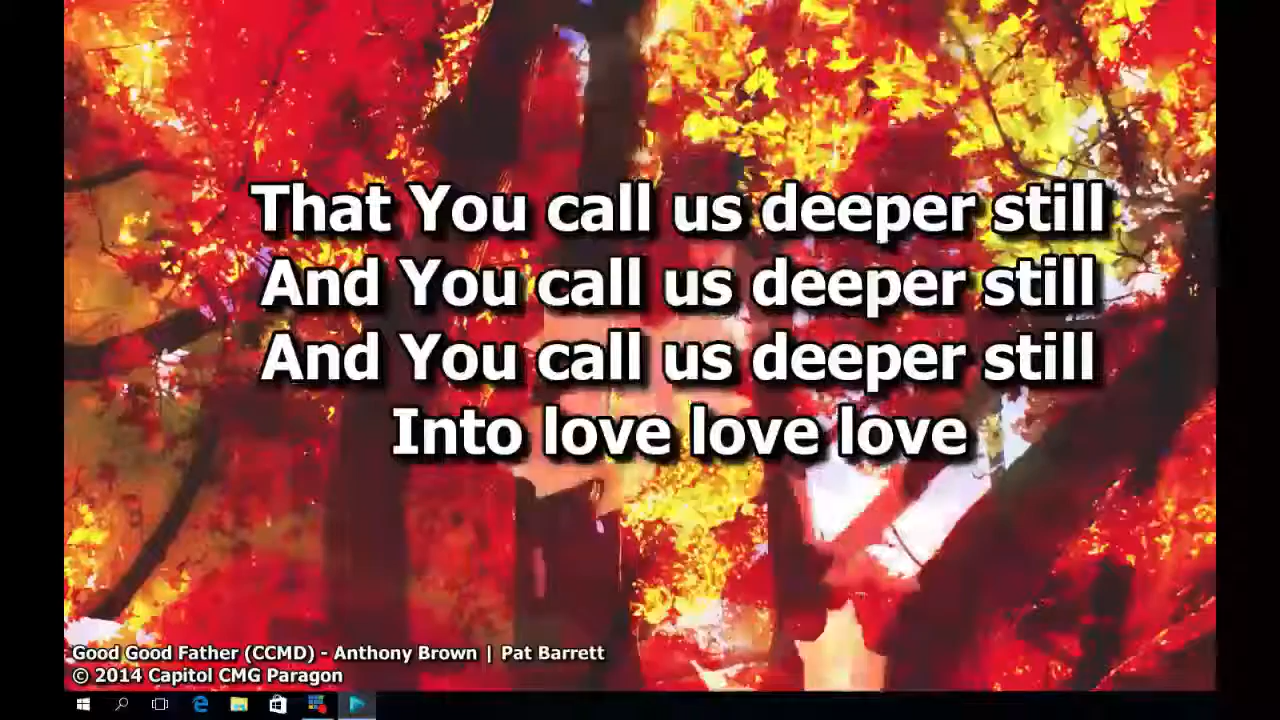 That You call us deeper still
And You call us deeper still
And You call us deeper still
Into love love love
Good Good Father (CCMD) - Anthony Brown | Pat Barrett
© 2014 Capitol CMG Paragon